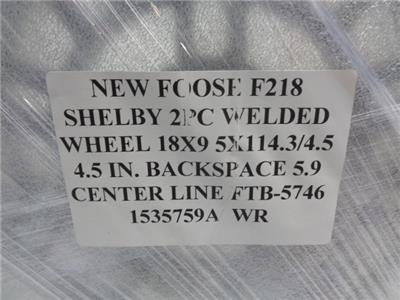 NEW FOOSE F218
SHELBY 2PC WELDED
WHEEL 18X9 5X114.3/4.5
4.5 IN. BACKSPACE 5.9
CENTER LINE FTB-5746
1535759A WR